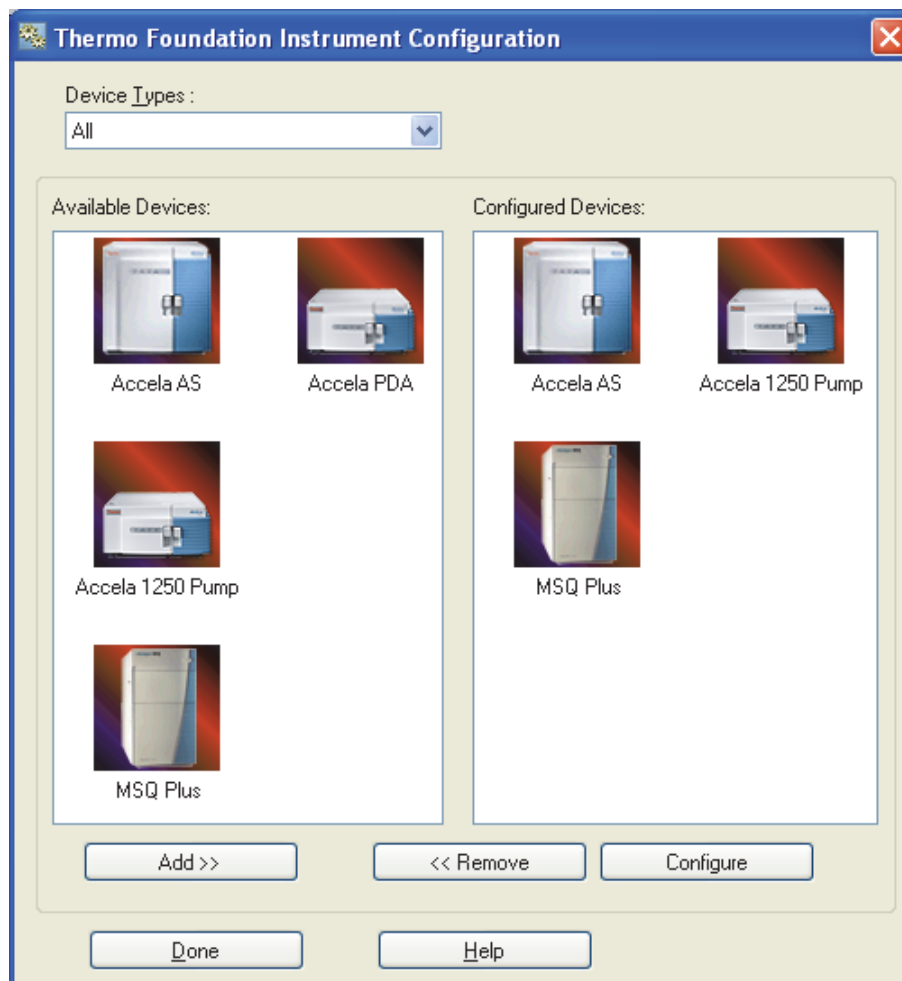 Thermo Foundation Instrument Configuration
Device Types :
All
Available Devices:
Configured Devices:
Accela AS
Accela PDA
Accela AS
Accela 1250 Pump
Accela 1250 Pump
MSQ Plus
MSQ Plus
Add >>
<< Remove
Configure
Done
Help